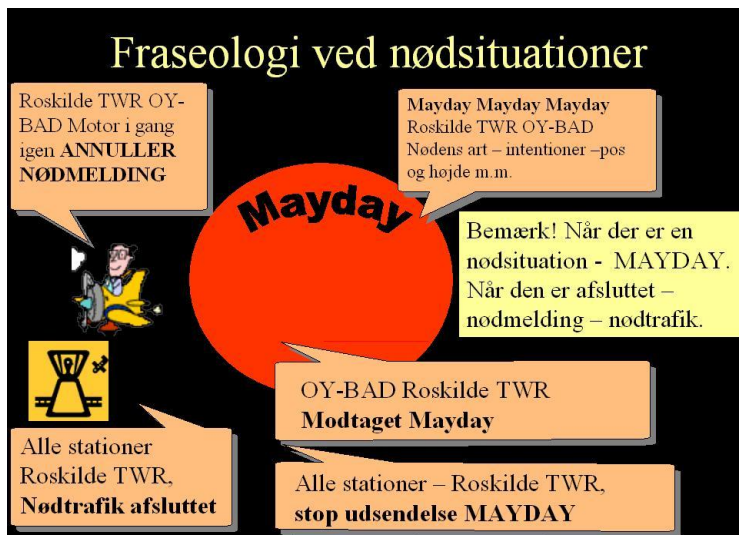 Fraseologi ved nødsituationer
Roskilde TWR OY-
BAD Motor i gang
igen ANNULLER
NØDMELDING
Mayday Mayday Mayday
Roskilde TWR OY-BAD
Nødens art – intentioner –pos
og højde m.m.
Mayday
Bemærk! Når der er en
nødsituation - MAYDAY.
Når den er afsluttet –
nødmelding – nødtrafik.
OY-BAD Roskilde TWR
Modtaget Mayday
Alle stationer
Roskilde TWR,
Nødtrafik afsluttet
Alle stationer – Roskilde TWR,
stop udsendelse MAYDAY